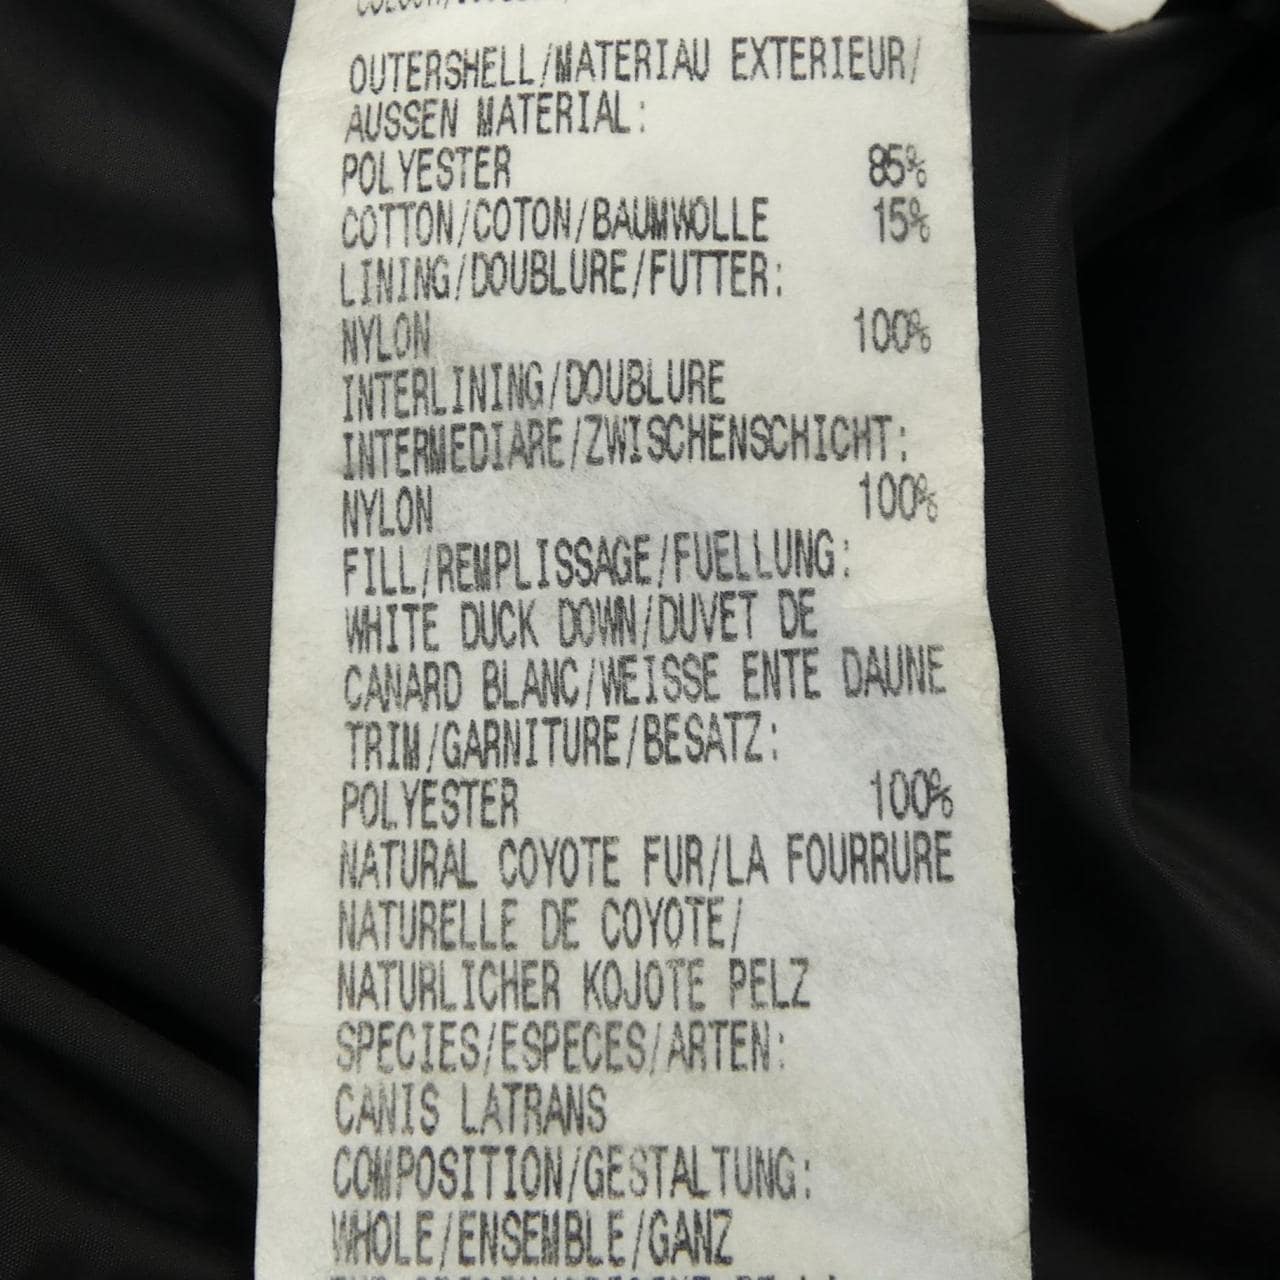 OUTERSHELL/MATERIAU EXTERIEUR/
AUSSEN MATERIAL:
POLYESTER 85%
COTTON/COTON/BAUMWOLLE 15%
LINING/DOUBLURE/FUTTER:
NYLON 100%
INTERLINING/DOUBLURE
INTERMEDIARE/ZWISCHENSCHICHT:
NYLON 100%
FILL/REMPLISSAGE/FUELLUNG:
WHITE DUCK DOWN/DUVET DE
CANARD BLANC/WEISSE ENTE DAUNE
TRIM/GARNITURE/BESATZ:
POLYESTER 100%
NATURAL COYOTE FUR/LA FOURRURE
NATURELLE DE COYOTE/
NATURLICHER KOJOTE PELZ
SPECIES/ESPECES/ARTEN:
CANIS LATRANS
COMPOSITION/GESTALTUNG:
WHOLE/ENSEMBLE/GANZ